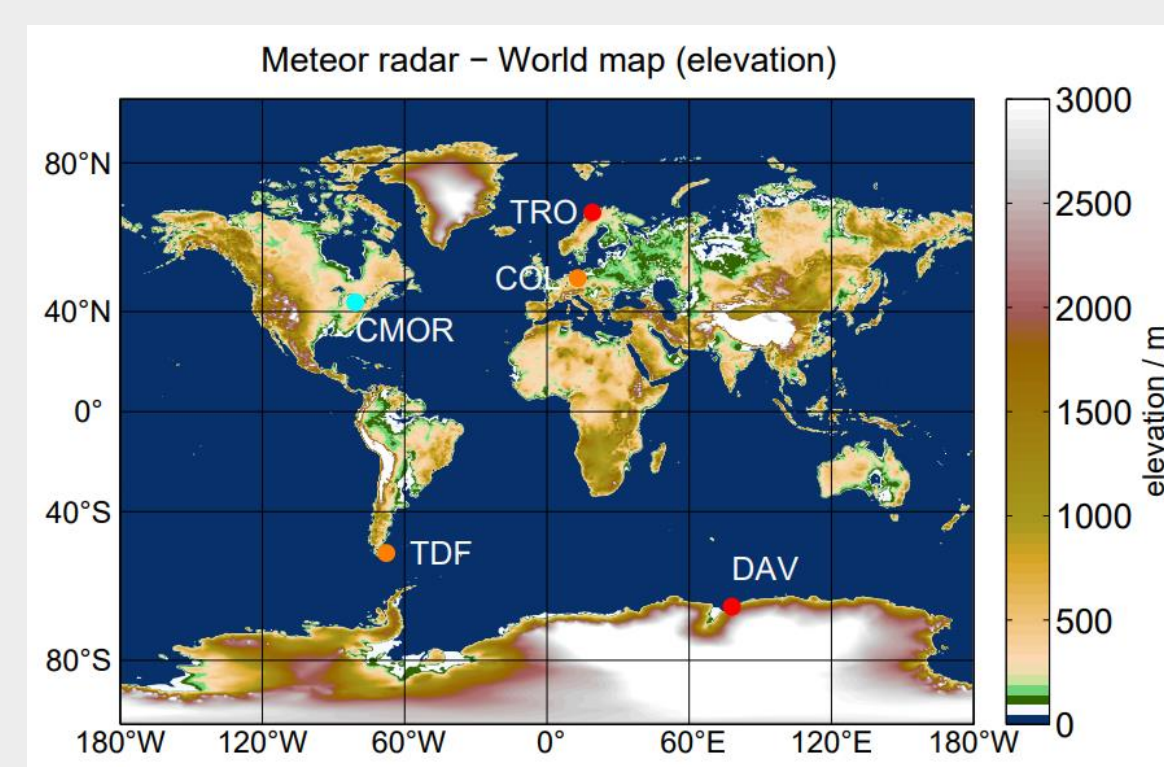 Meteor radar − World map (elevation)
80°N
40°N
0°
40°S
80°S
180°W
120°W
60°W
0
60°E
120°E
180°W
TRO
COL
CMOR
TDF
DAV
3000
2500
2000
1500
1000
500
0
elevation / m